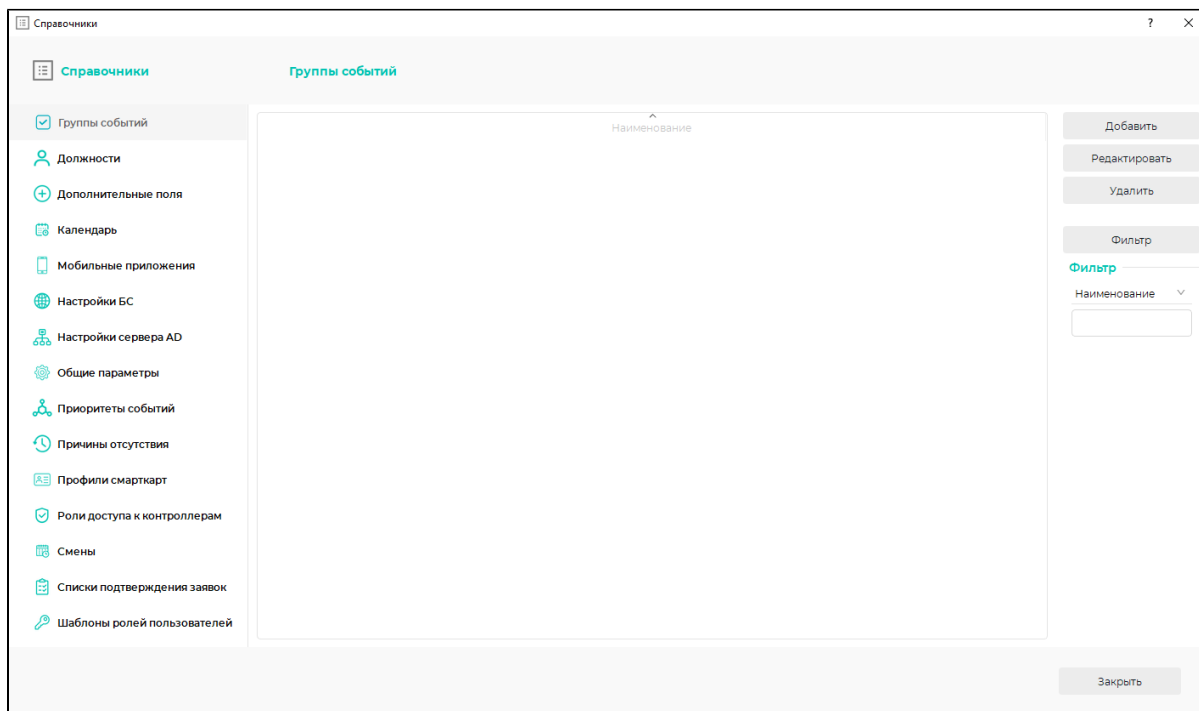 Справочники
?
Справочники
Группы событий
Группы событий
Должности
Дополнительные поля
Календарь
Мобильные приложения
Настройки БС
Настройки сервера AD
Общие параметры
Приоритеты событий
Причины отсутствия
Профили смарткарт
Роли доступа к контроллерам
Смены
Списки подтверждения заявок
Шаблоны ролей пользователей
Наименование
Добавить
Редактировать
Удалить
Фильтр
Фильтр
Наименование
Закрыть